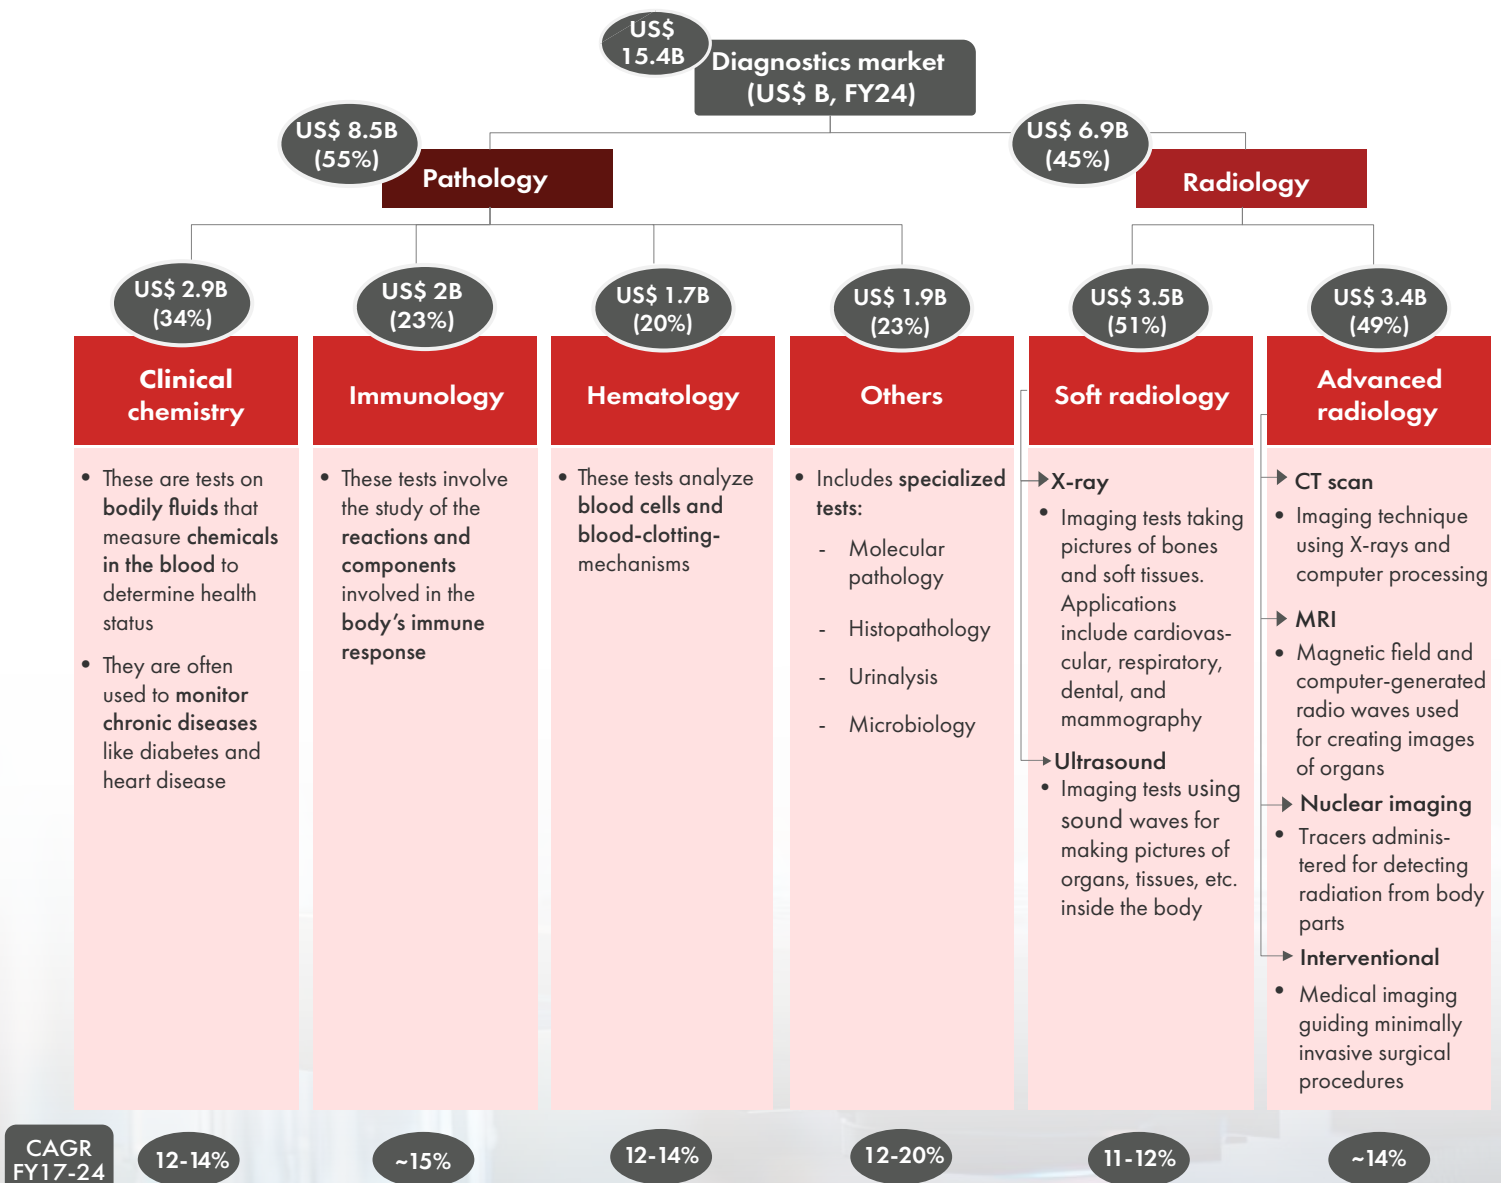 US$
15.4B
Diagnostics market
(US$ B, FY24)
US$ 8.5B
(55%)
Pathology
US$ 6.9B
(45%)
Radiology
US$ 2.9B
(34%)
Clinical
chemistry
• These are tests on
bodily fluids that
measure chemicals
in the blood to
determine health
status
• They are often
used to monitor
chronic diseases
like diabetes and
heart disease
US$ 2B
(23%)
Immunology
• These tests involve
the study of the
reactions and
components
involved in the
body’s immune
response
US$ 1.7B
(20%)
Hematology
• These tests analyze
blood cells and
blood-clotting-
mechanisms
US$ 1.9B
(23%)
Others
• Includes specialized
tests:
- Molecular
pathology
- Histopathology
- Urinalysis
- Microbiology
US$ 3.5B
(51%)
Soft radiology
X-ray
• Imaging tests taking
pictures of bones
and soft tissues.
Applications
include cardiovas-
cular, respiratory,
dental, and
mammography
Ultrasound
• Imaging tests using
sound waves for
making pictures of
organs, tissues, etc.
inside the body
US$ 3.4B
(49%)
Advanced
radiology
CT scan
• Imaging technique
using X-rays and
computer processing
MRI
• Magnetic field and
computer-generated
radio waves used
for creating images
of organs
Nuclear imaging
• Tracers adminis-
tered for detecting
radiation from body
parts
Interventional
• Medical imaging
guiding minimally
invasive surgical
procedures
CAGR
FY17-24
12-14%
~15%
12-14%
12-20%
11-12%
~14%